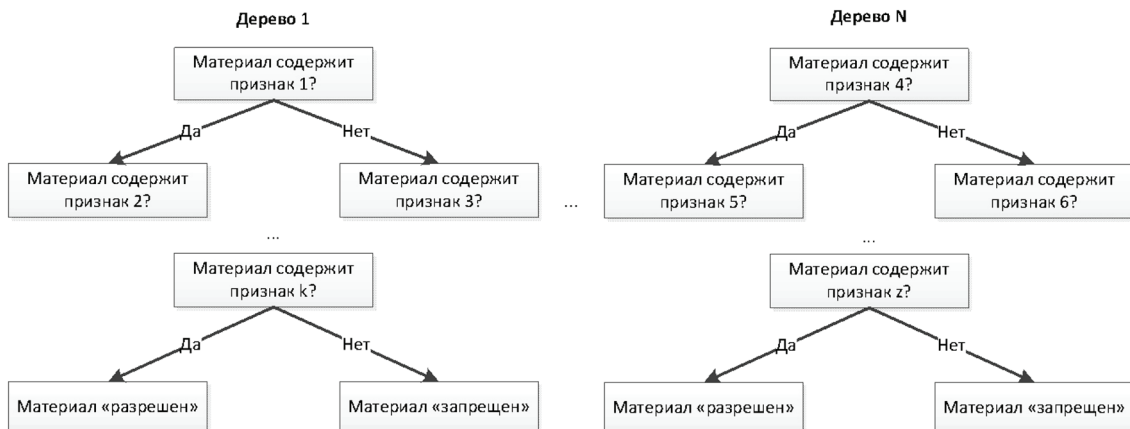 Дерево 1
Материал содержит
признак 1?
Да
Нет
Материал содержит
признак 2?
Материал содержит
признак 3?
...
Материал содержит
признак k?
Да
Нет
Материал «разрешен»
Материал «запрещен»
...
Дерево N
Материал содержит
признак 4?
Да
Нет
Материал содержит
признак 5?
Материал содержит
признак 6?
...
Материал содержит
признак z?
Да
Нет
Материал «разрешен»
Материал «запрещен»